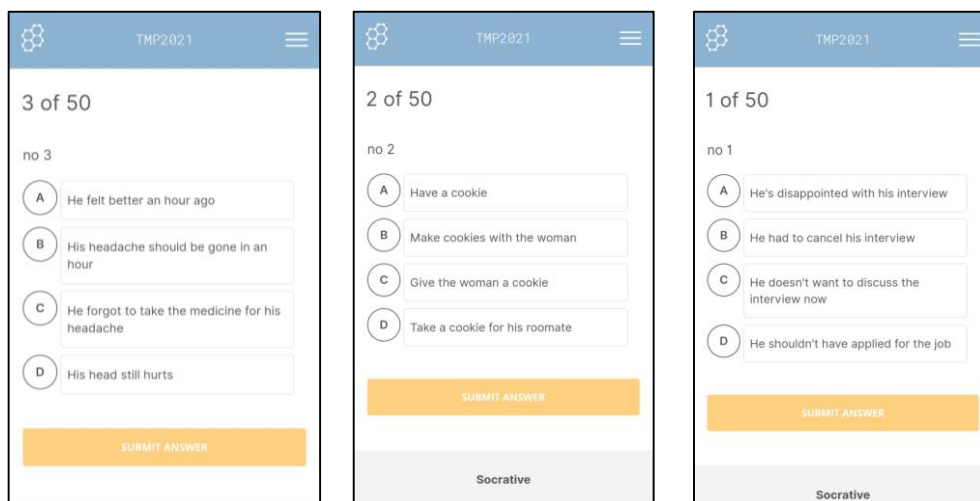 TMP2021
3 of 50
no 3
A
He felt better an hour ago
B
His headache should be gone in an
hour
C
He forgot to take the medicine for his
headache
D
His head still hurts
SUBMIT ANSWER
TMP2021
2 of 50
no 2
A
Have a cookie
B
Make cookies with the woman
C
Give the woman a cookie
D
Take a cookie for his roomate
SUBMIT ANSWER
Socrative
TMP2021
1 of 50
no 1
A
He's disappointed with his interview
B
He had to cancel his interview
C
He doesn't want to discuss the
interview now
D
He shouldn't have applied for the job
SUBMIT ANSWER
Socrative